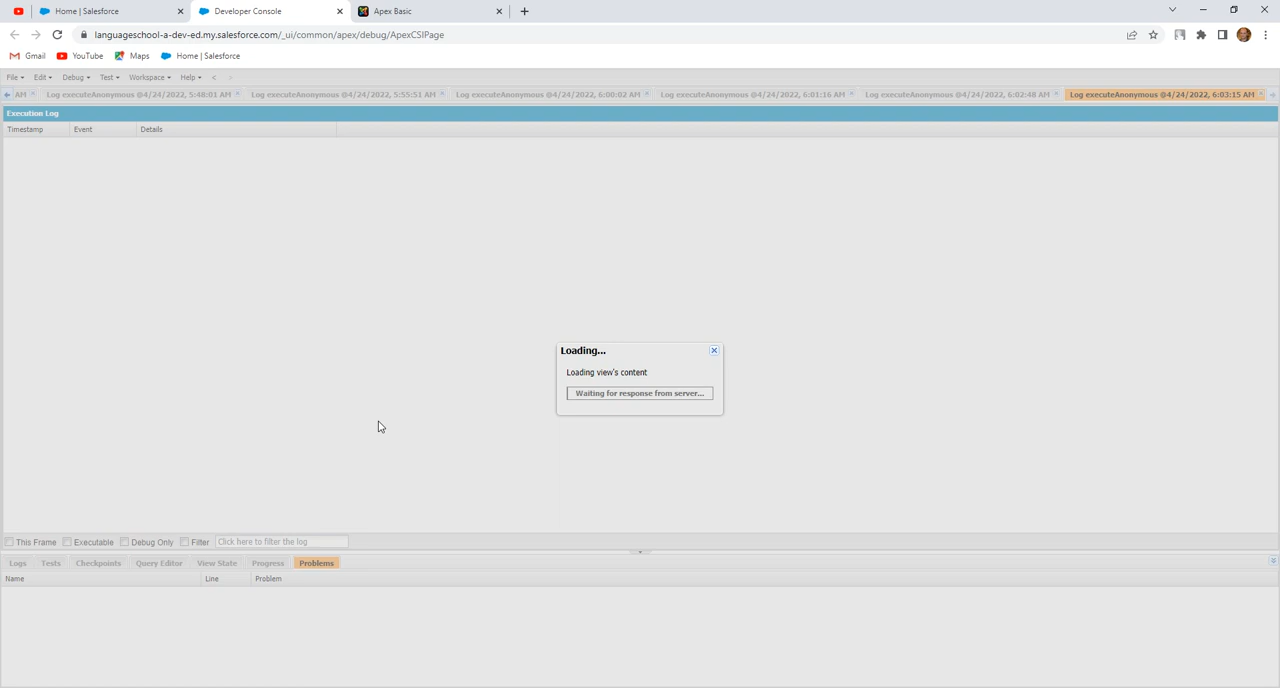 Home | Salesforce
Developer Console
Apex Basic
languageschool-a-dev-ed.my.salesforce.com/_ui/common/apex/debug/ApexCSIPage
Gmail YouTube Maps Home | Salesforce
File Edit Debug Test Workspace Help < >
AM Log executeAnonymous @4/24/2022, 5:48:01 AM Log executeAnonymous @4/24/2022, 5:55:51 AM Log executeAnonymous @4/24/2022, 6:00:02 AM Log executeAnonymous @4/24/2022, 6:01:16 AM Log executeAnonymous @4/24/2022, 6:02:48 AM Log executeAnonymous @4/24/2022, 6:03:15 AM
Execution Log
Timestamp Event Details
Loading...
Loading view's content
Waiting for response from server...
This Frame Executable Debug Only Filter Click here to filter the log
Logs Tests Checkpoints Query Editor View State Progress Problems
Name Line Problem